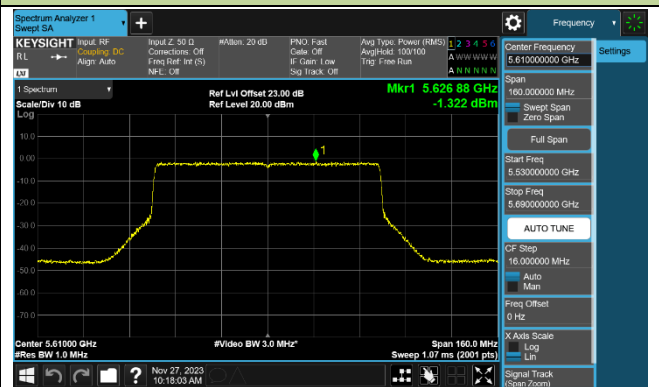 Spectrum Analyzer 1
Swept SA
Frequency
KEYSIGHT
RL
LXI
Input: RF
Coupling: DC
Align: Auto
Input Z: 50 Ω
Corrections: Off
Freq Ref: Int (S)
NFE: Off
#Atten: 20 dB
PNO: Fast
Gate: Off
IF Gain: Low
Sig Track: Off
Avg Type: Power (RMS)
Avg|Hold: 100/100
Trig: Free Run
1 2 3 4 5 6
A W W W W W
A N N N N N
1 Spectrum
Scale/Div 10 dB
Log
Ref Lvl Offset 23.00 dB
Ref Level 20.00 dBm
Mkr1 5.626 88 GHz
-1.322 dBm
1
10.0
0.00
-10.0
-20.0
-30.0
-40.0
-50.0
-60.0
-70.0
Center 5.61000 GHz
#Res BW 1.0 MHz
#Video BW 3.0 MHz*
Span 160.0 MHz
Sweep 1.07 ms (2001 pts)
Nov 27, 2023
10:18:03 AM
Center Frequency
5.610000000 GHz
Settings
Span
160.000000 MHz
Swept Span
Zero Span
Full Span
Start Freq
5.530000000 GHz
Stop Freq
5.690000000 GHz
AUTO TUNE
CF Step
16.000000 MHz
Auto
Man
Freq Offset
0 Hz
X Axis Scale
Log
Lin
Signal Track
(Span Zoom)